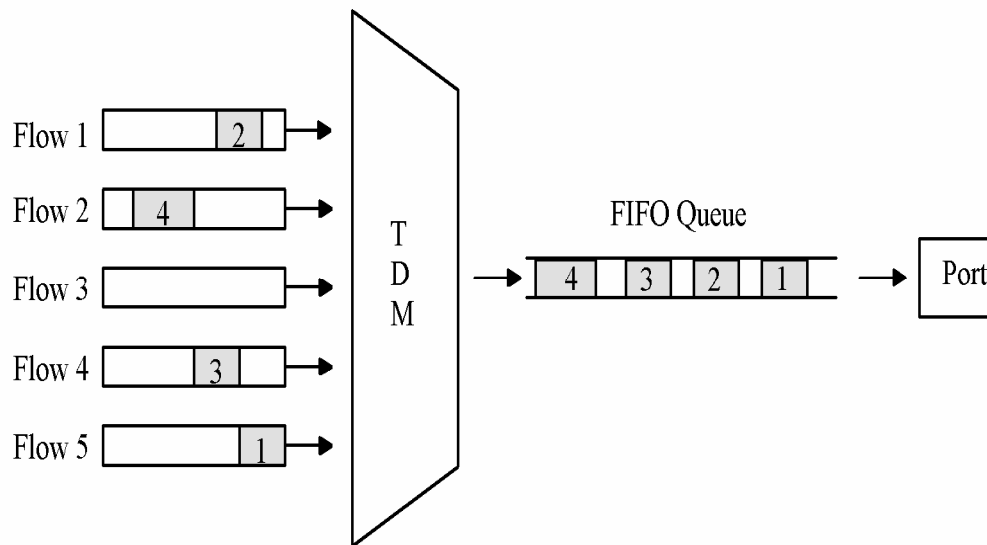 Flow 1
2
Flow 2
4
Flow 3
Flow 4
3
Flow 5
1
T
D
M
FIFO Queue
4 3 2 1
Port